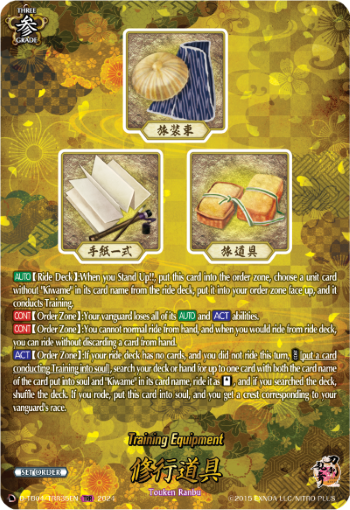 THREE
参
GRADE
旅装束
手紙一式
旅道具
AUTO【Ride Deck】:When you Stand Up!!, put this card into the order zone, choose a unit card
without "Kiwame" in its card name from the ride deck, put it into your order zone face up, and it
conducts Training.
CONT【Order Zone】:Your vanguard loses all of its AUTO and ACT abilities.
CONT【Order Zone】:You cannot normal ride from hand, and when you would ride from ride deck,
you can ride without discarding a card from hand.
ACT【Order Zone】:If your ride deck has no cards, and you did not ride this turn, put a card
conducting Training into soul], search your deck or hand for up to one card with both the card name
of the card put into soul and "Kiwame" in its card name, ride it as , and if you searched the deck,
shuffle the deck. If you rode, put this card into soul, and you get a crest corresponding to your
vanguard's race.
Training Equipment
修行道具
SET ORDER
Touken Ranbu